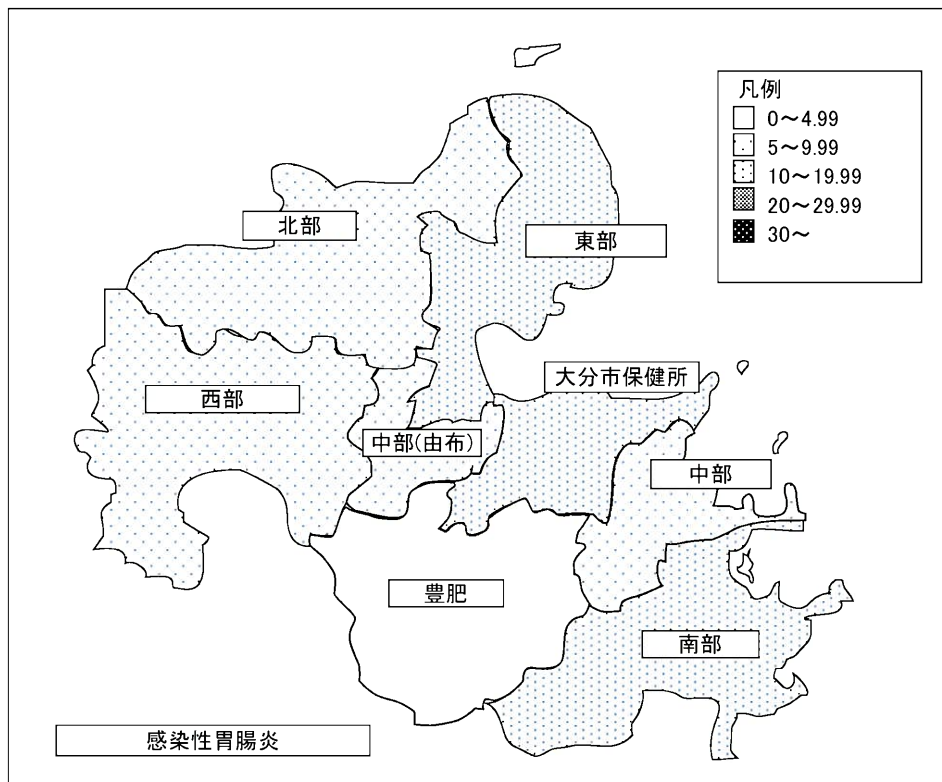 凡例
0～4.99
5～9.99
10～19.99
20～29.99
30～
北部
東部
大分市保健所
西部
中部(由布)
中部
豊肥
南部
感染性胃腸炎